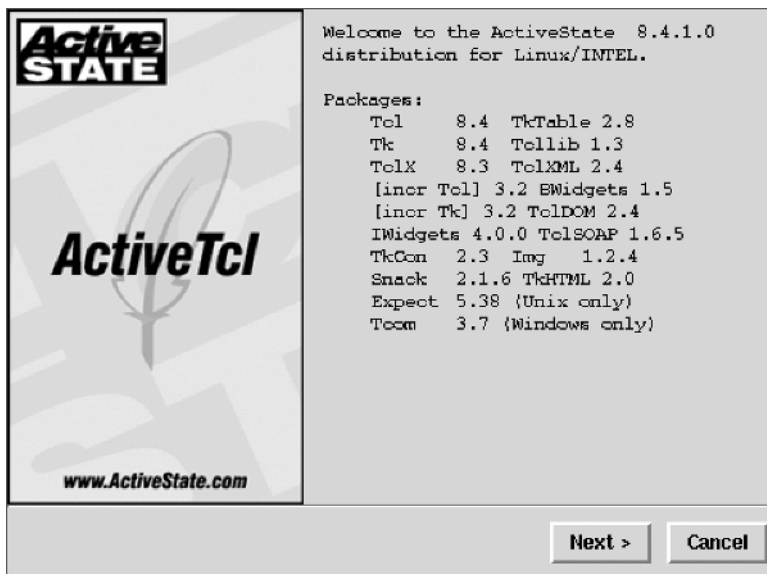 Active
STATE
ActiveTcl
www.ActiveState.com
Welcome to the ActiveState 8.4.1.0
distribution for Linux/INTEL.
Packages:
Tcl 8.4 TkTable 2.8
Tk 8.4 Tcllib 1.3
TclX 8.3 TclXML 2.4
[incr Tcl] 3.2 BWidgets 1.5
[incr Tk] 3.2 TclDOM 2.4
IWidgets 4.0.0 TclSOAP 1.6.5
TkCon 2.3 Img 1.2.4
Snack 2.1.6 TkHTML 2.0
Expect 5.38 (Unix only)
Tcom 3.7 (Windows only)
Next >
Cancel